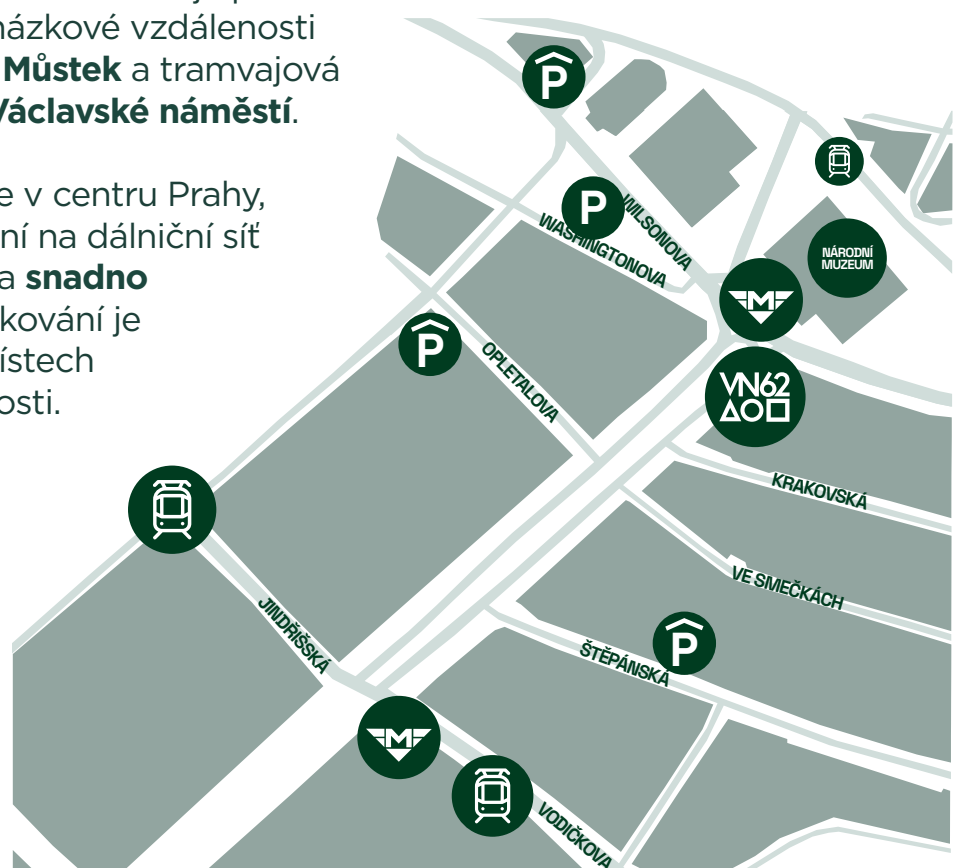 házkové vzdálenosti
Můstek a tramvajová
Václavské náměstí.
e v centru Prahy,
ní na dálniční síť
a snadno
kování je
ístech
osti.
P
P
WILSONOVA
WASHINGTONOVA
NÁRODNÍ
MUZEUM
M
P
OPLETALOVA
VN62
KRAKOVSKÁ
VE SMEČKÁCH
JINDŘIŠSKÁ
P
ŠTĚPÁNSKÁ
M
VODIČKOVA